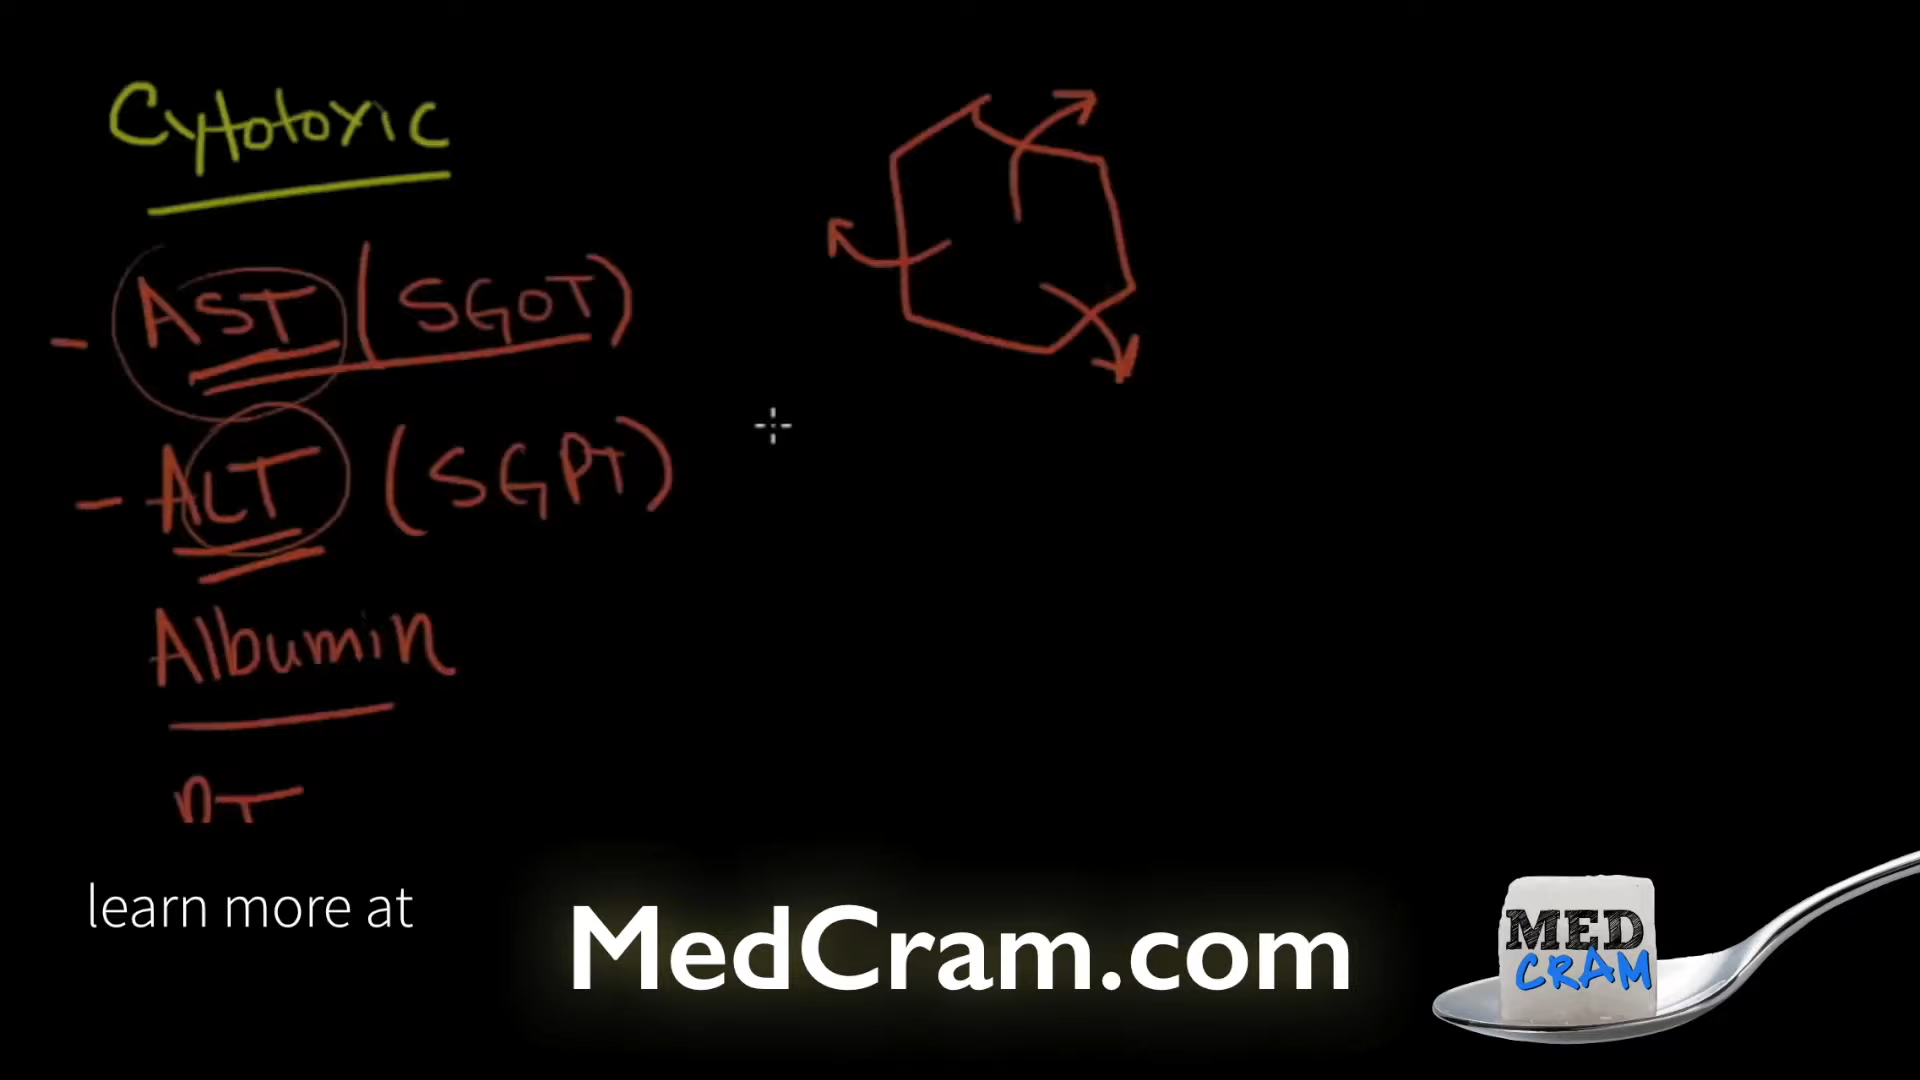 Cytotoxic
- AST (SGOT)
- ALT (SGPT)
Albumin
learn more at
MedCram.com
MED
CRAM